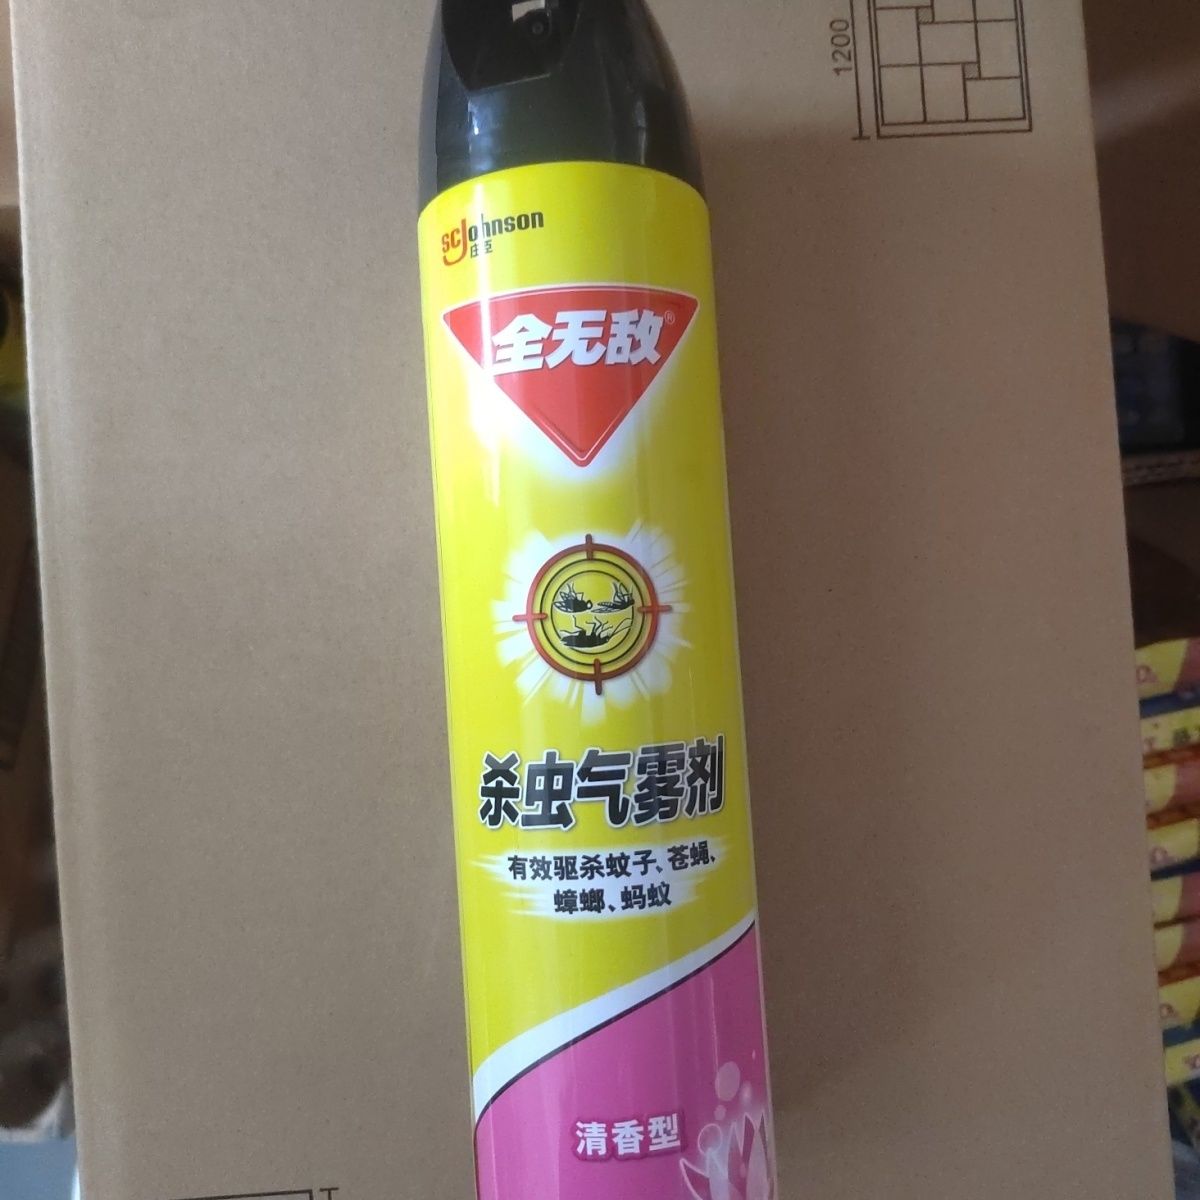 1200
SCJohnson
庄臣
全无敌®
杀虫气雾剂
有效驱杀蚊子、苍蝇、
蟑螂、蚂蚁
清香型